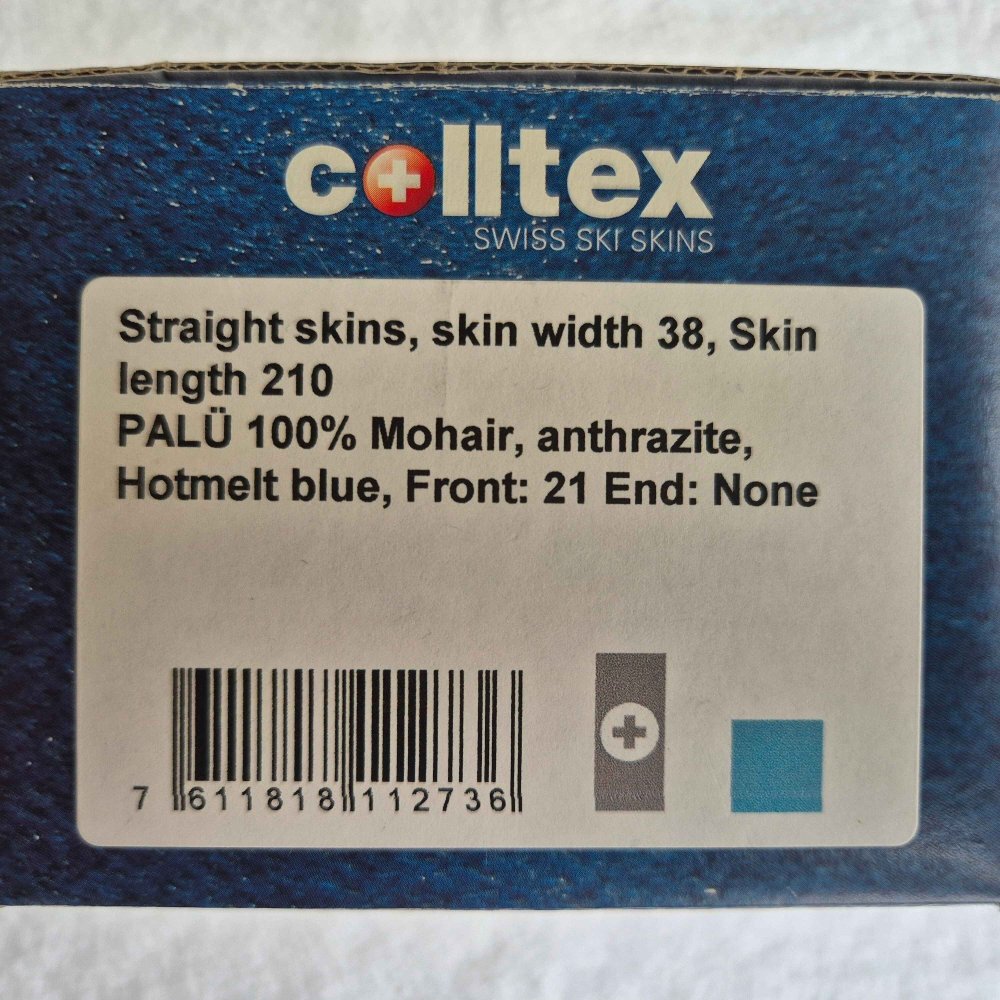 colltex
SWISS SKI SKINS
Straight skins, skin width 38, Skin
length 210
PALÜ 100% Mohair, anthrazite,
Hotmelt blue, Front: 21 End: None
7 611818 112736